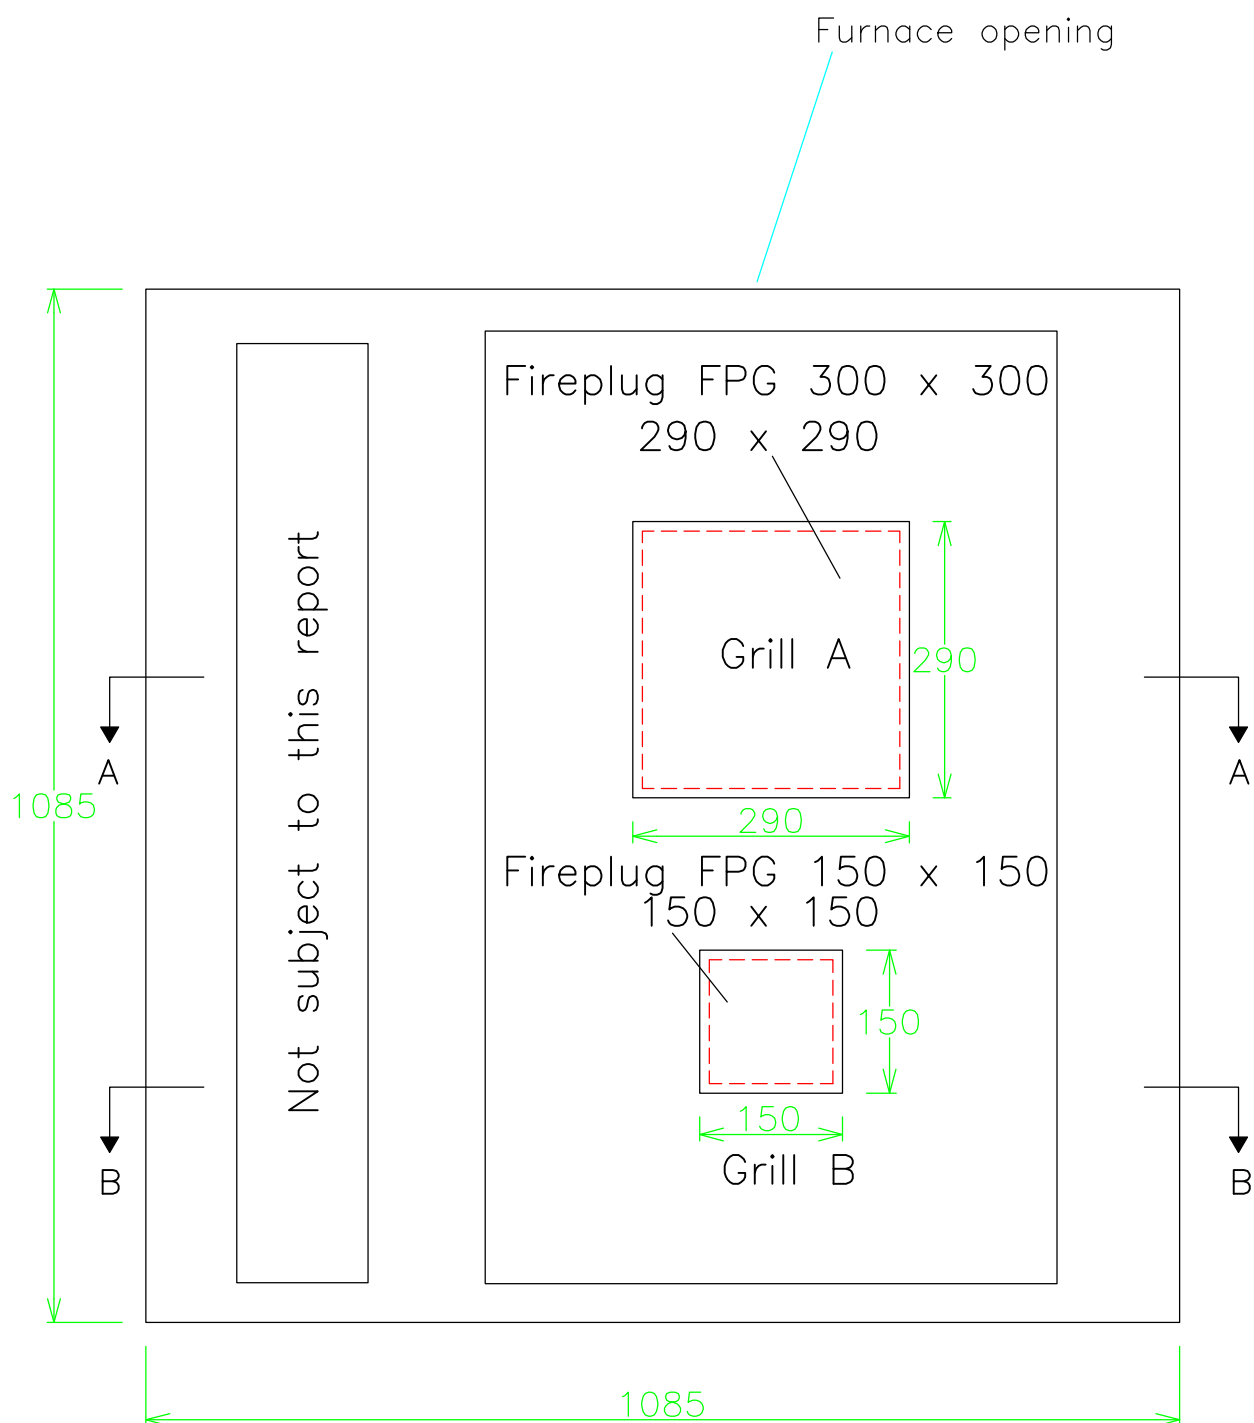 Furnace opening
Fireplug FPG 300 x 300
290 x 290
Grill A
290
290
Not subject to this report
A
A
1085
Fireplug FPG 150 x 150
150 x 150
150
150
Grill B
B
B
1085